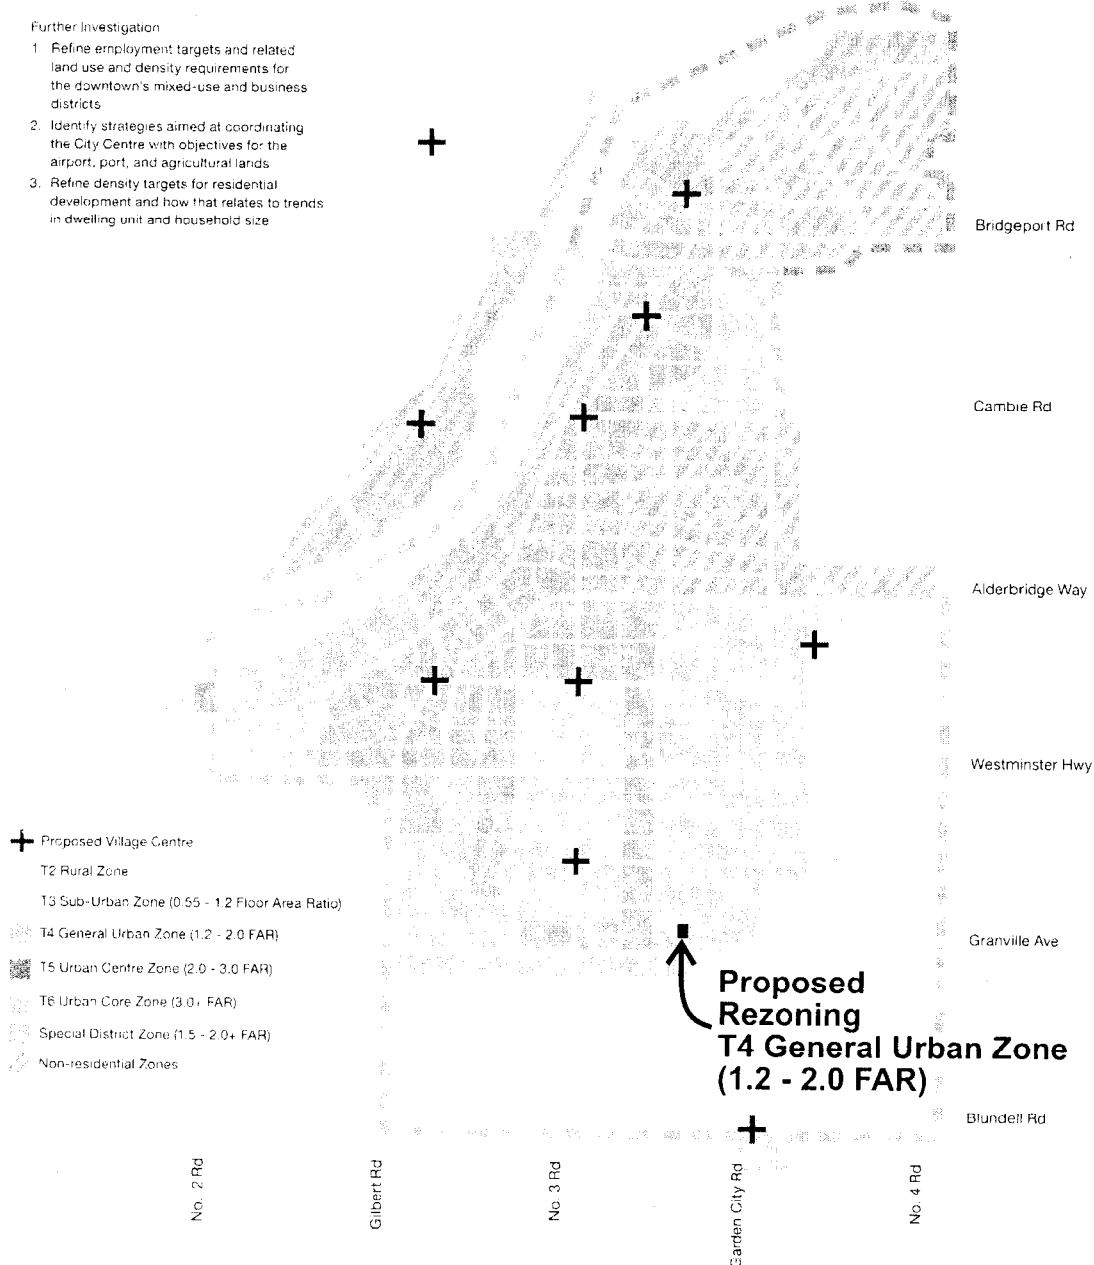 Further Investigation
1 Refine employment targets and related
land use and density requirements for
the downtown's mixed-use and business
districts
2. Identify strategies aimed at coordinating
the City Centre with objectives for the
airport, port, and agricultural lands
3. Refine density targets for residential
development and how that relates to trends
in dwelling unit and household size
Bridgeport Rd
Cambie Rd
Alderbridge Way
Westminster Hwy
Proposed Village Centre
T2 Rural Zone
T3 Sub-Urban Zone (0.55 - 1.2 Floor Area Ratio)
T4 General Urban Zone (1.2 - 2.0 FAR)
T5 Urban Centre Zone (2.0 - 3.0 FAR)
T6 Urban Core Zone (3.0+ FAR)
Special District Zone (1.5 - 2.0+ FAR)
Non-residential Zones
Granville Ave
Proposed
Rezoning
T4 General Urban Zone
(1.2 - 2.0 FAR)
Blundell Rd
No. 2 Rd
Gilbert Rd
No. 3 Rd
Garden City Rd
No. 4 Rd